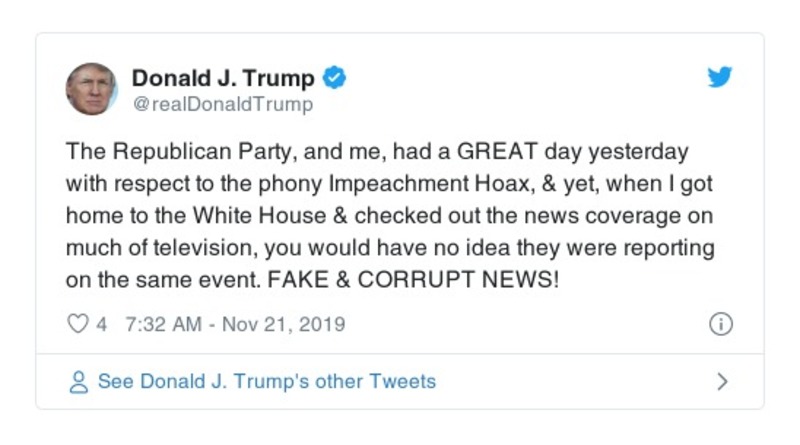 Donald J. Trump
@realDonaldTrump
The Republican Party, and me, had a GREAT day yesterday
with respect to the phony Impeachment Hoax, & yet, when I got
home to the White House & checked out the news coverage on
much of television, you would have no idea they were reporting
on the same event. FAKE & CORRUPT NEWS!
4 7:32 AM - Nov 21, 2019
See Donald J. Trump's other Tweets